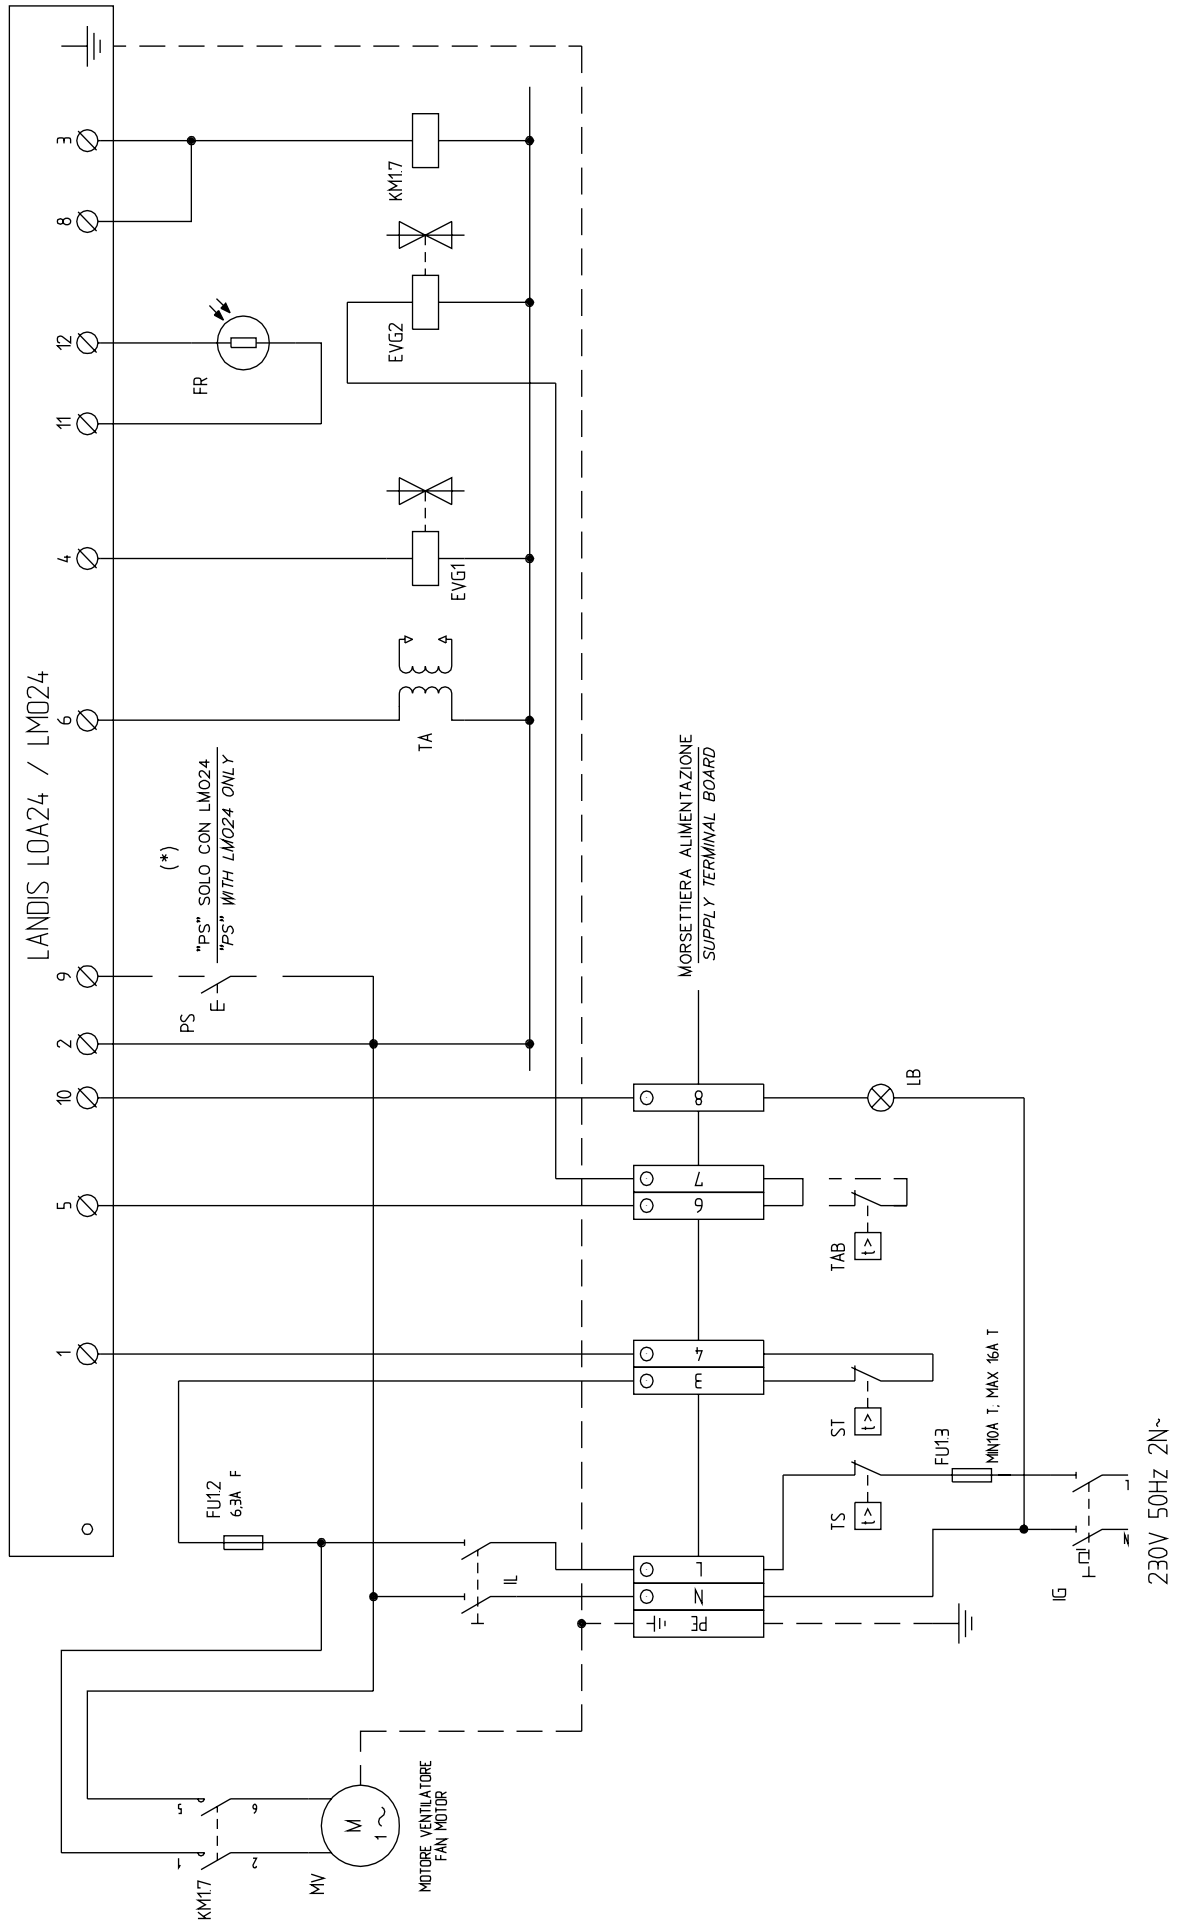 LANDIS LOA24 / LMO24
1
5
10
2
9
6
4
11
12
8
3
FU1.2
6,3A F
PS
(*)
"PS" SOLO CON LMO24
"PS" WITH LMO24 ONLY
TA
EVG1
FR
EVG2
KM1.7
KM1.7
1
2
5
6
MV
M
1~
MOTORE VENTILATORE
FAN MOTOR
IL
PE
N
L
3
4
6
7
8
MORSETTIERA ALIMENTAZIONE
SUPPLY TERMINAL BOARD
TS
t>
ST
t>
TAB
t>
LB
FU1.3
MIN10A T; MAX 16A T
IG
N
L
230V 50Hz 2N~